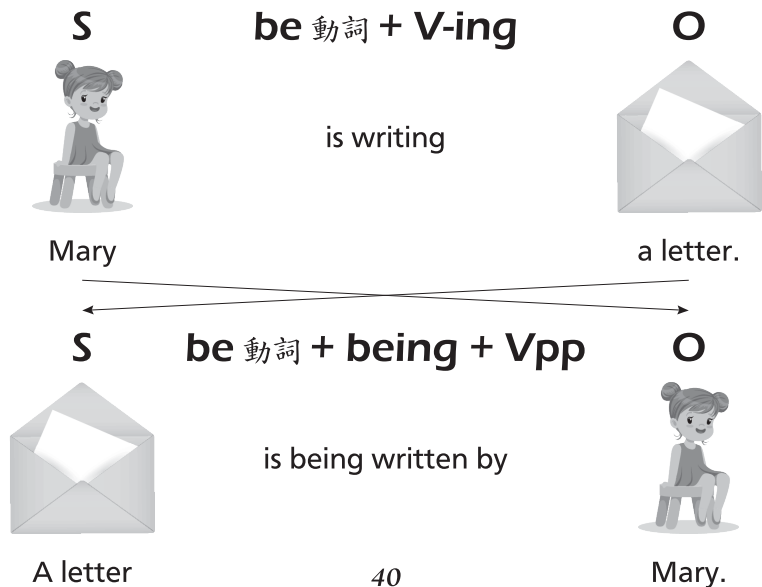 S be 動詞 + V-ing O
is writing
Mary a letter.
S be 動詞 + being + Vpp O
is being written by
A letter 40 Mary.